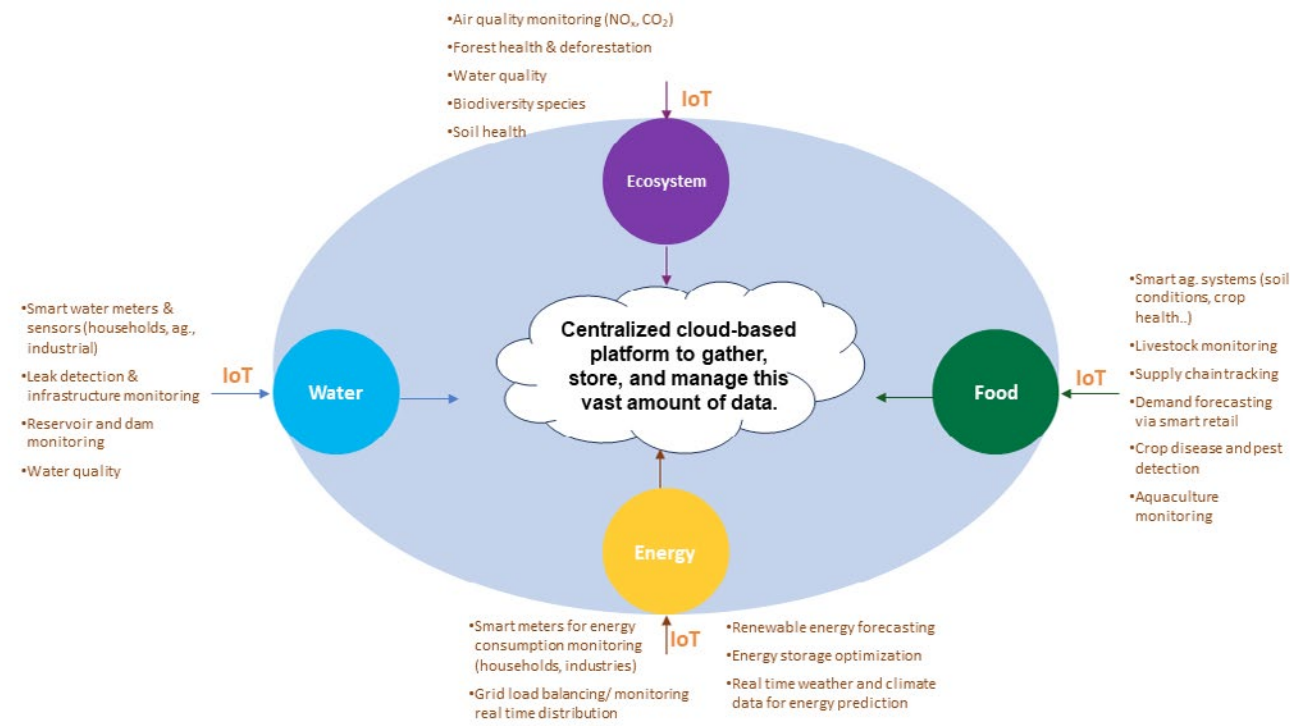 •Air quality monitoring (NOₓ, CO₂)
•Forest health & deforestation
•Water quality
•Biodiversity species
•Soil health
IoT
Ecosystem
•Smart water meters &
sensors (households, ag.,
industrial)
•Leak detection &
infrastructure monitoring
•Reservoir and dam
monitoring
•Water quality
IoT
Water
Centralized cloud-based
platform to gather,
store, and manage this
vast amount of data.
Food
IoT
•Smart ag. systems (soil
conditions, crop
health..)
•Livestock monitoring
•Supply chain tracking
•Demand forecasting
via smart retail
•Crop disease and pest
detection
•Aquaculture
monitoring
Energy
IoT
•Smart meters for energy
consumption monitoring
(households, industries)
•Grid load balancing/ monitoring
real time distribution
•Renewable energy forecasting
•Energy storage optimization
•Real time weather and climate
data for energy prediction